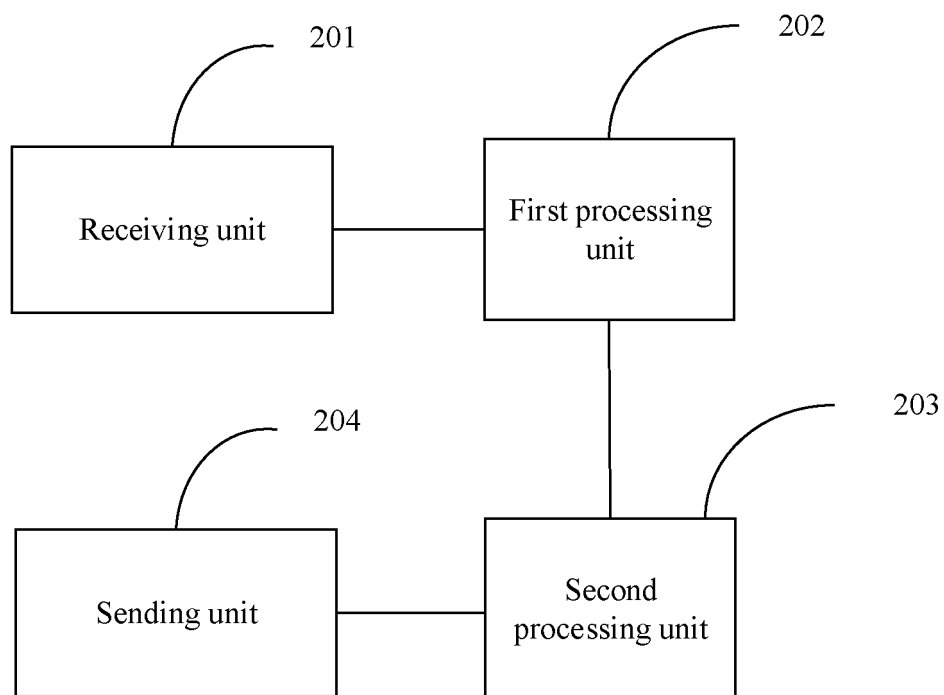 201
202
Receiving unit
First processing
unit
204
203
Sending unit
Second
processing unit